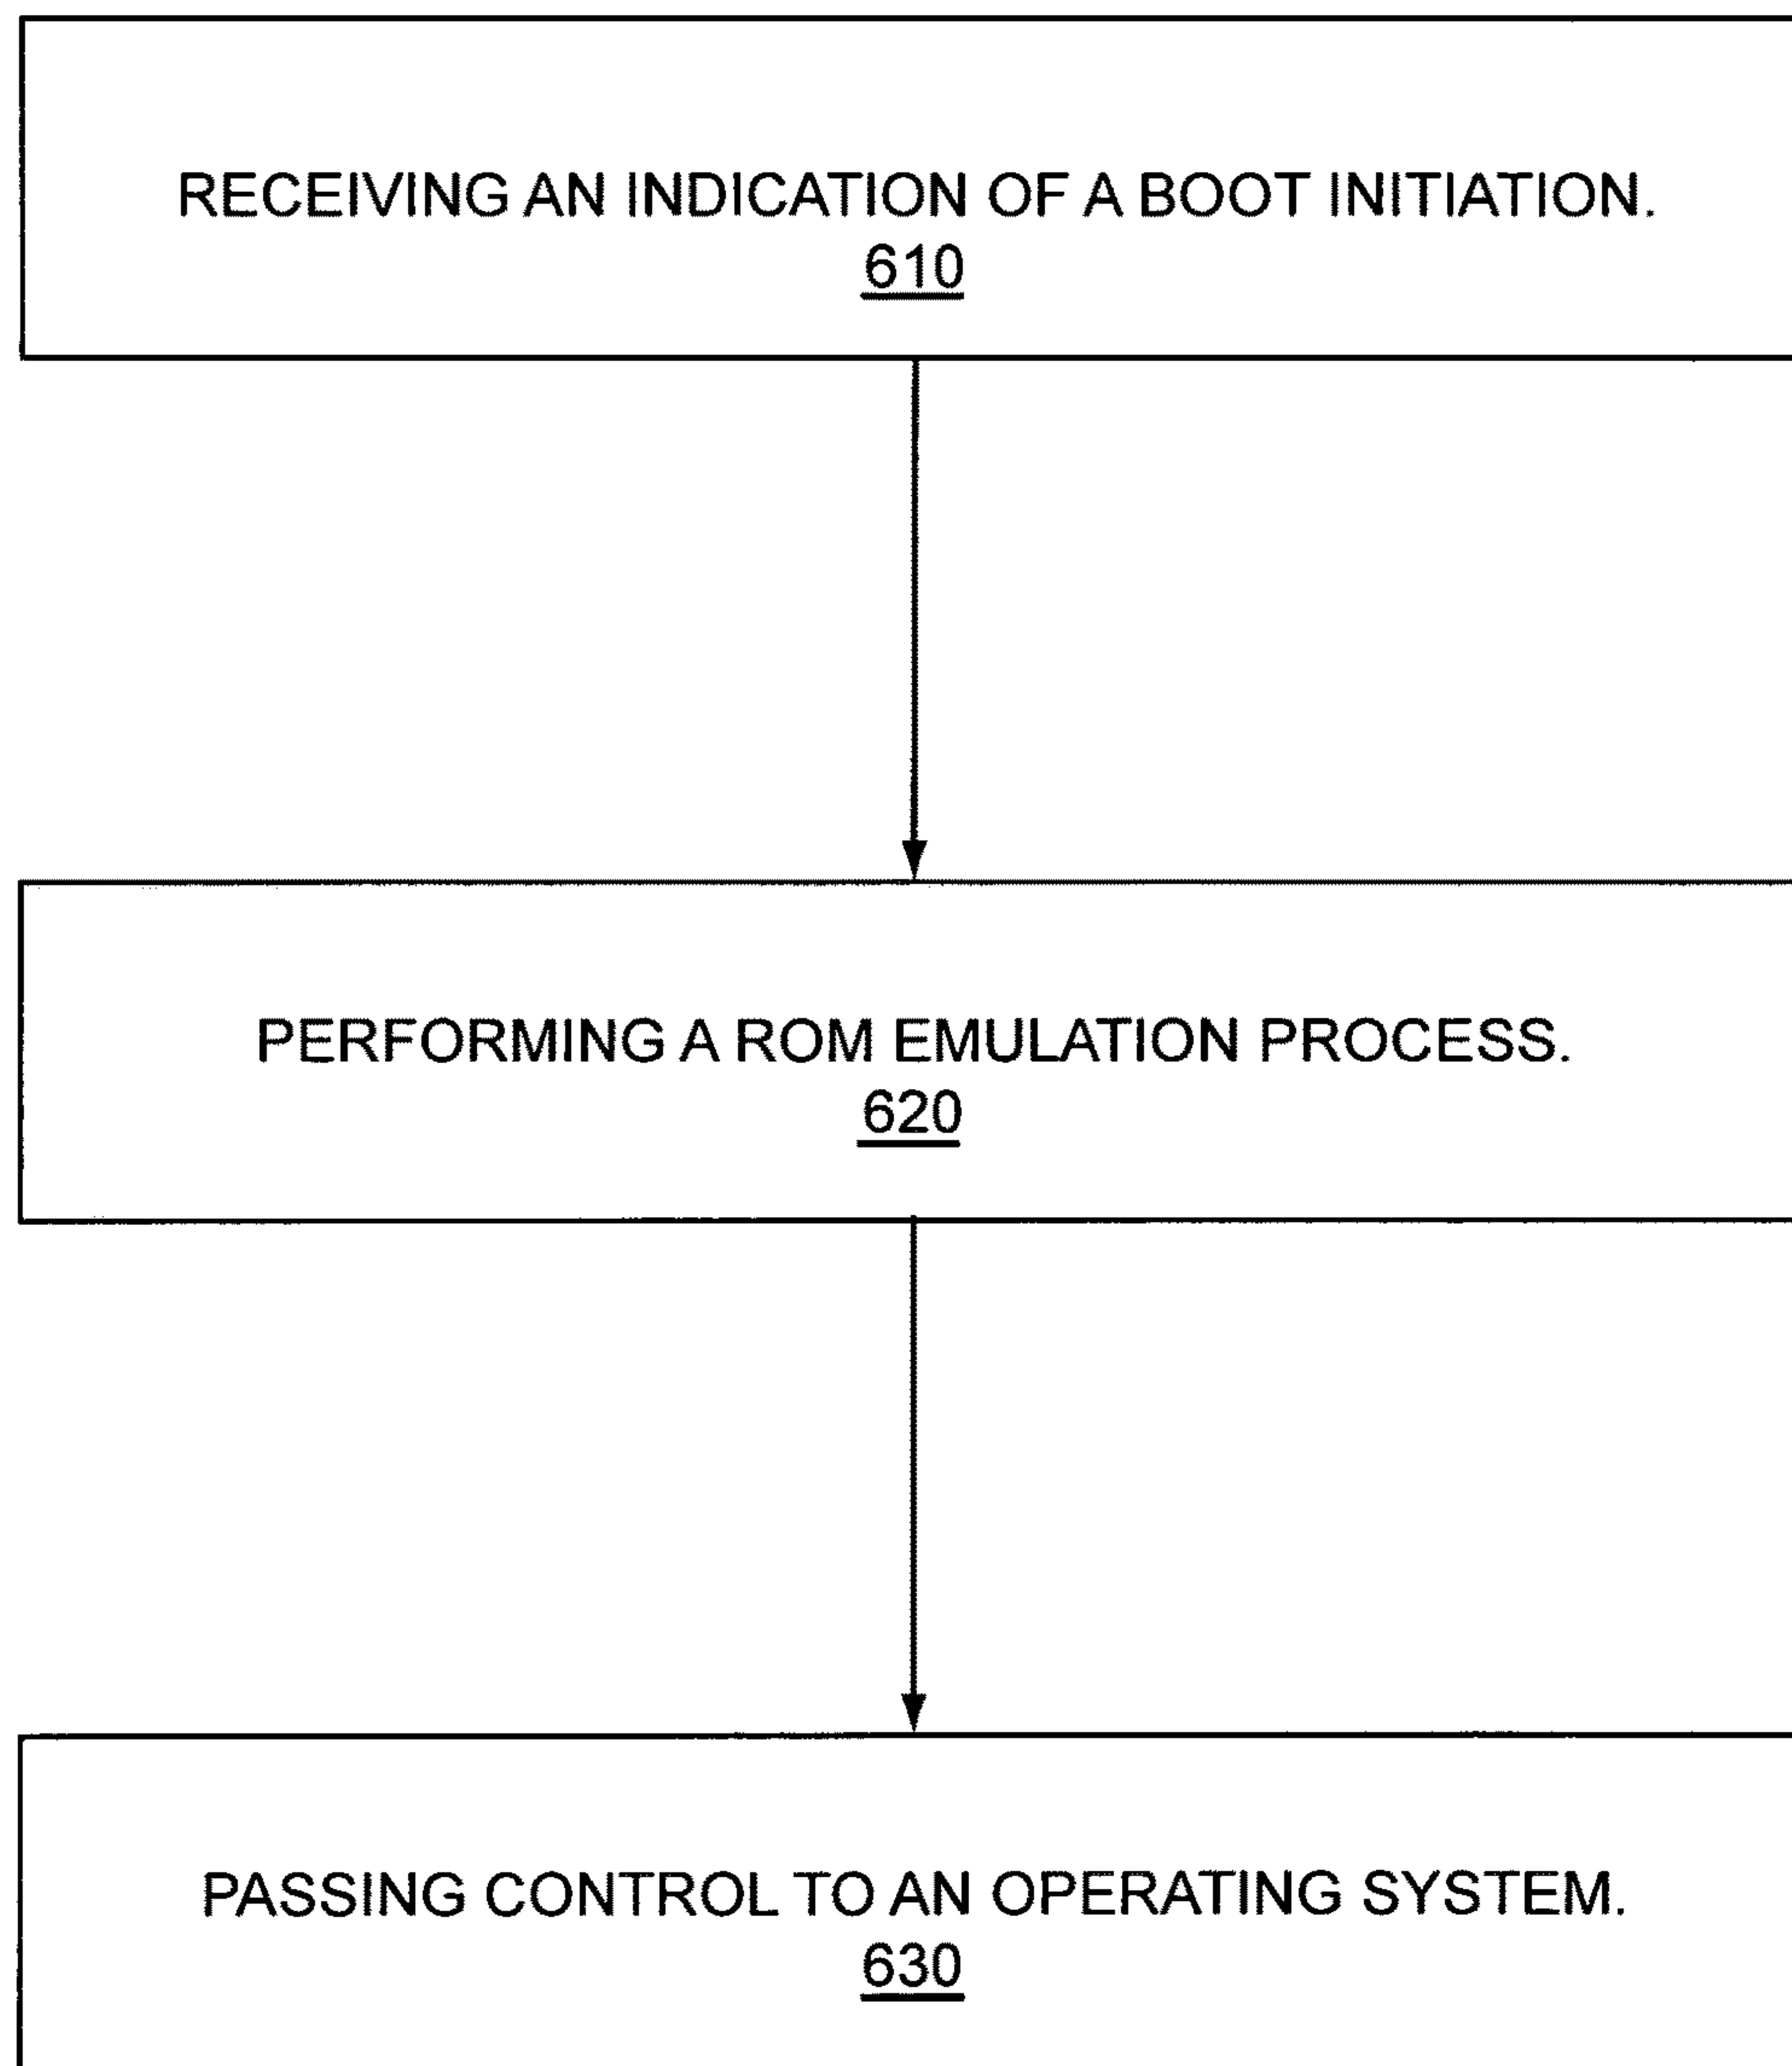 RECEIVING AN INDICATION OF A BOOT INITIATION.
610
PERFORMING A ROM EMULATION PROCESS.
620
PASSING CONTROL TO AN OPERATING SYSTEM.
630